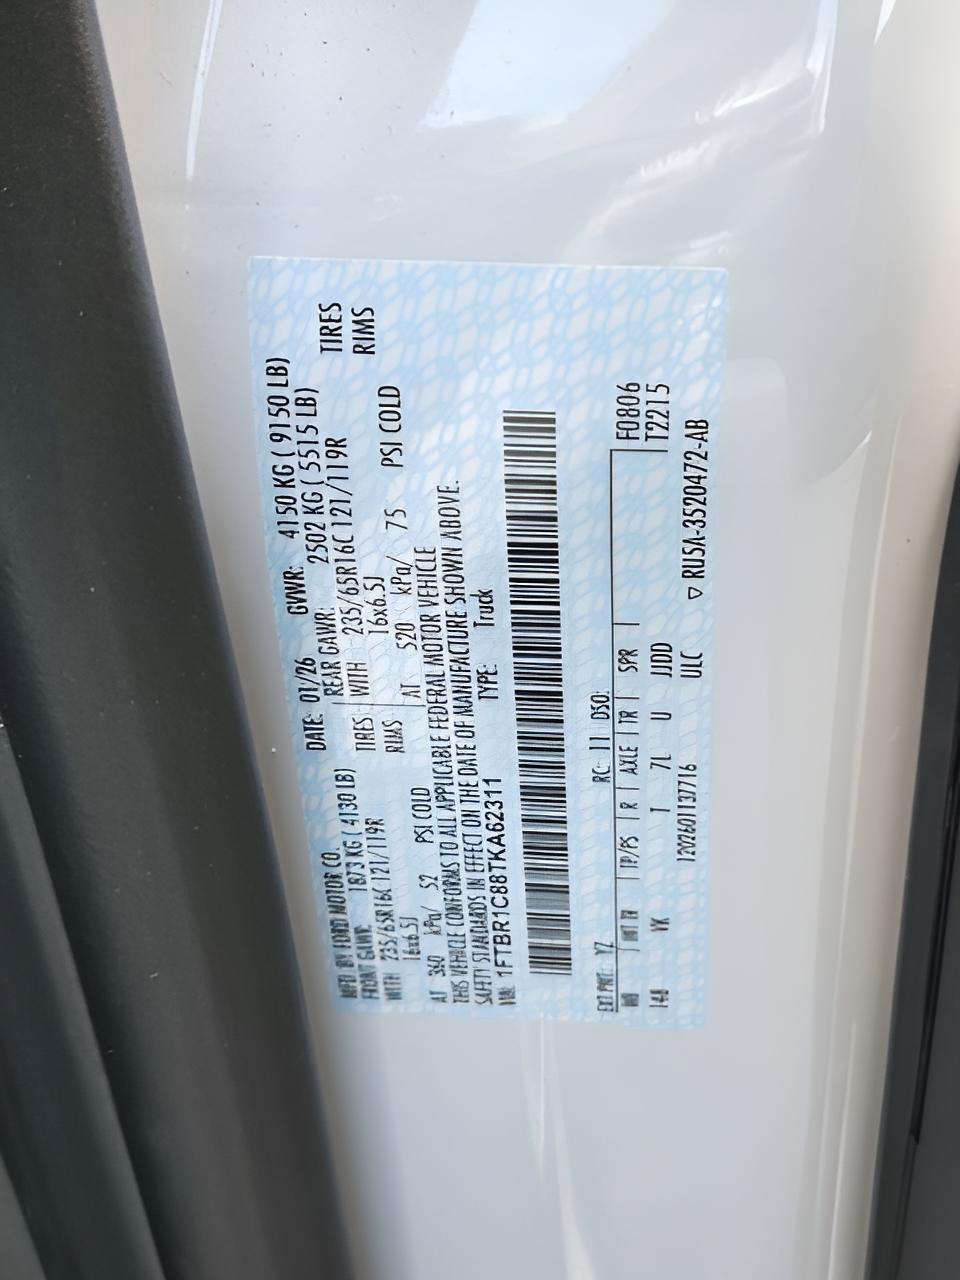 MFD BY FORD MOTOR CO. DATE: 01/26 GVWR: 4150 KG ( 9150 LB)
FRONT GAWR: 1873 KG ( 4130 LB) REAR GAWR: 2502 KG ( 5515 LB)
WITH 235/65R16C 121/119R TIRES WITH 235/65R16C 121/119R TIRES
16x6.5J RIMS 16x6.5J RIMS
AT 360 kPa/ 52 PSI COLD AT 520 kPa/ 75 PSI COLD
THIS VEHICLE CONFORMS TO ALL APPLICABLE FEDERAL MOTOR VEHICLE
SAFETY STANDARDS IN EFFECT ON THE DATE OF MANUFACTURE SHOWN ABOVE.
VIN: 1FTBR1C88TKA62311 TYPE: Truck
EXT PNT: YZ RC: 11 DSO: F0806
WB INT TR TP/PS R AXLE TR SPR T2215
148 VK I 7L U JJDD
12026011 ULC ▽ RU5A-3520472-AB